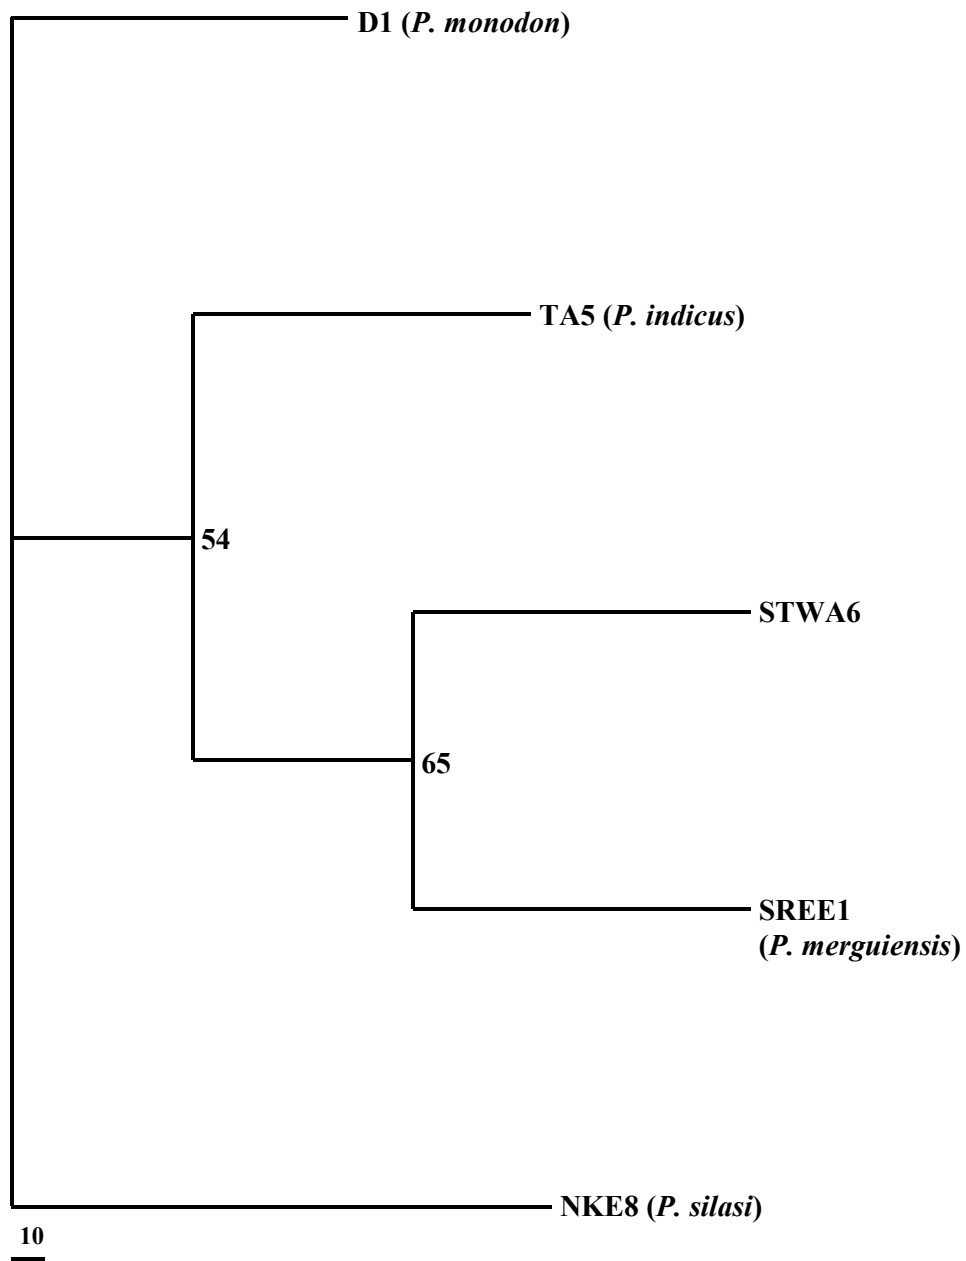 D1 (P. monodon)
TA5 (P. indicus)
54
STWA6
65
SREE1
(P. merguiensis)
NKE8 (P. silasi)
10